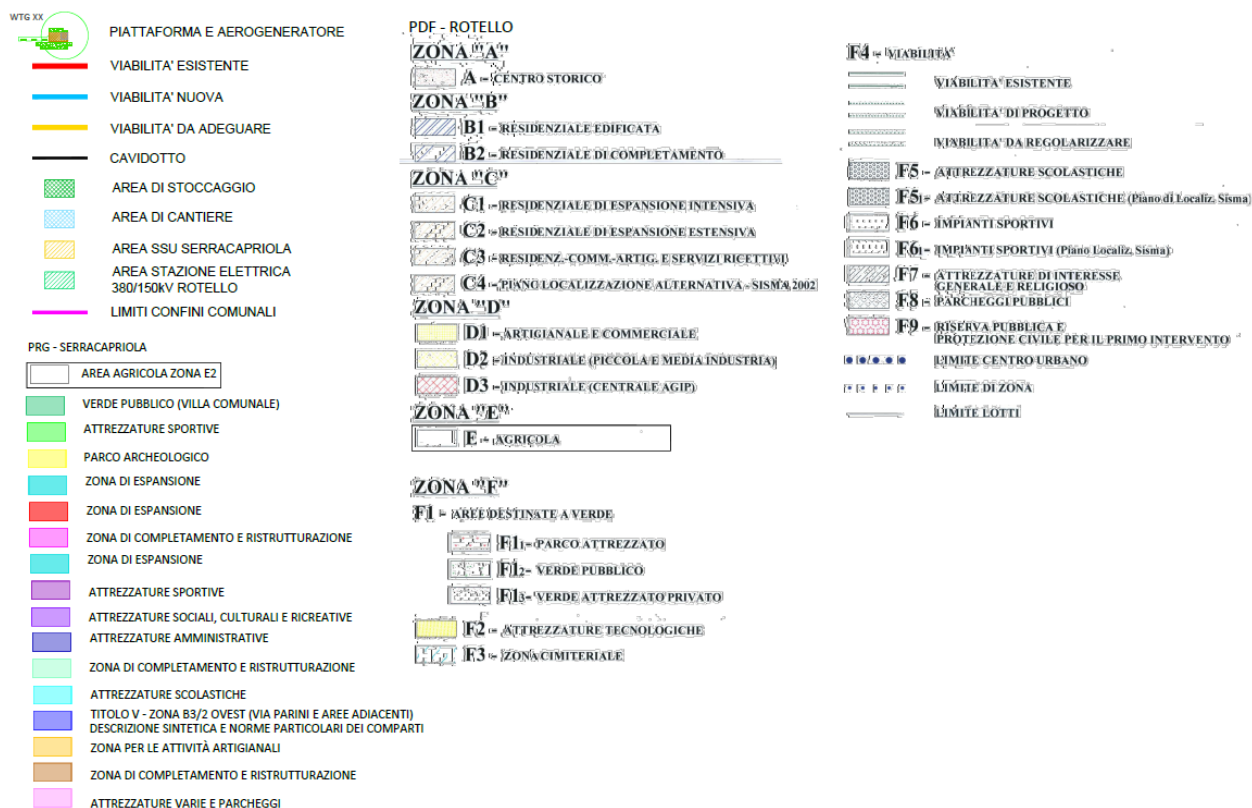 WTG XX
PIATTAFORMA E AEROGENERATORE
VIABILITA' ESISTENTE
VIABILITA' NUOVA
VIABILITA' DA ADEGUARE
CAVIDOTTO
AREA DI STOCCAGGIO
AREA DI CANTIERE
AREA SSU SERRACAPRIOLA
AREA STAZIONE ELETTRICA
380/150kV ROTELLO
LIMITI CONFINI COMUNALI
PRG - SERRACAPRIOLA
AREA AGRICOLA ZONA E2
VERDE PUBBLICO (VILLA COMUNALE)
ATTREZZATURE SPORTIVE
PARCO ARCHEOLOGICO
ZONA DI ESPANSIONE
ZONA DI ESPANSIONE
ZONA DI COMPLETAMENTO E RISTRUTTURAZIONE
ZONA DI ESPANSIONE
ATTREZZATURE SPORTIVE
ATTREZZATURE SOCIALI, CULTURALI E RICREATIVE
ATTREZZATURE AMMINISTRATIVE
ZONA DI COMPLETAMENTO E RISTRUTTURAZIONE
ATTREZZATURE SCOLASTICHE
TITOLO V - ZONA B3/2 OVEST (VIA PARINI E AREE ADIACENTI)
DESCRIZIONE SINTETICA E NORME PARTICOLARI DEI COMPARTI
ZONA PER LE ATTIVITÀ ARTIGIANALI
ZONA DI COMPLETAMENTO E RISTRUTTURAZIONE
ATTREZZATURE VARIE E PARCHEGGI
PDF - ROTELLO
ZONA "A"
A - CENTRO STORICO
ZONA "B"
B1 - RESIDENZIALE EDIFICATA
B2 - RESIDENZIALE DI COMPLETAMENTO
ZONA "C"
C1 - RESIDENZIALE DI ESPANSIONE INTENSIVA
C2 - RESIDENZIALE DI ESPANSIONE ESTENSIVA
C3 - RESIDENZ.-COMM.-ARTIG. E SERVIZI RICETTIVI
C4 - PIANO LOCALIZZAZIONE ALTERNATIVA - SISMA 2002
ZONA "D"
D1 - ARTIGIANALE E COMMERCIALE
D2 - INDUSTRIALE (PICCOLA E MEDIA INDUSTRIA)
D3 - INDUSTRIALE (CENTRALE AGIP)
ZONA "E"
E - AGRICOLA
ZONA "F"
F1 - AREE DESTINATE A VERDE
F1₁ - PARCO ATTREZZATO
F1₂ - VERDE PUBBLICO
F1₃ - VERDE ATTREZZATO PRIVATO
F2 - ATTREZZATURE TECNOLOGICHE
F3 - ZONA CIMITERIALE
F4 - VIABILITA'
VIABILITA' ESISTENTE
VIABILITA' DI PROGETTO
VIABILITA' DA REGOLARIZZARE
F5 - ATTREZZATURE SCOLASTICHE
F5₁ - ATTREZZATURE SCOLASTICHE (Piano di Localiz. Sisma)
F6 - IMPIANTI SPORTIVI
F6₁ - IMPIANTI SPORTIVI (Piano Localiz. Sisma)
F7 - ATTREZZATURE DI INTERESSE
GENERALE E RELIGIOSO
F8 - PARCHEGGI PUBBLICI
F9 - RISERVA PUBBLICA E
PROTEZIONE CIVILE PER IL PRIMO INTERVENTO
LIMITE CENTRO URBANO
LIMITE DI ZONA
LIMITE LOTTI